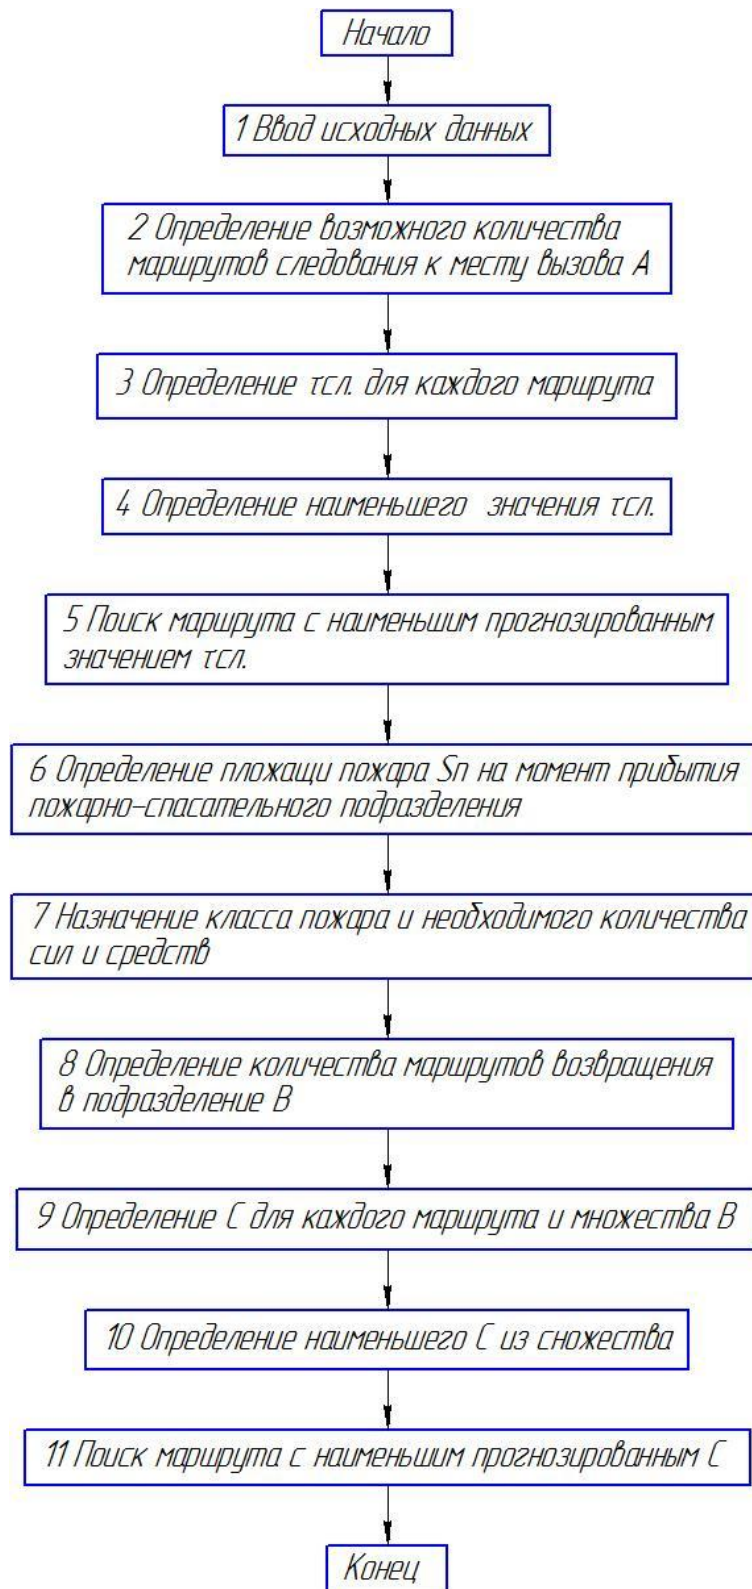 Начало
1 Ввод исходных данных
2 Определение возможного количества
маршрутов следования к месту вызова А
3 Определение τсл. для каждого маршрута
4 Определение наименьшего значения τсл.
5 Поиск маршрута с наименьшим прогнозированным
значением τсл.
6 Определение пложащи пожара Sп на момент прибытия
пожарно-спасательного подразделения
7 Назначение класса пожара и необходимого количества
сил и средств
8 Определение количества маршрутов возвращения
в подразделение В
9 Определение С для каждого маршрута и множества В
10 Определение наименьшего С из сножества
11 Поиск маршрута с наименьшим прогнозированным С
Конец